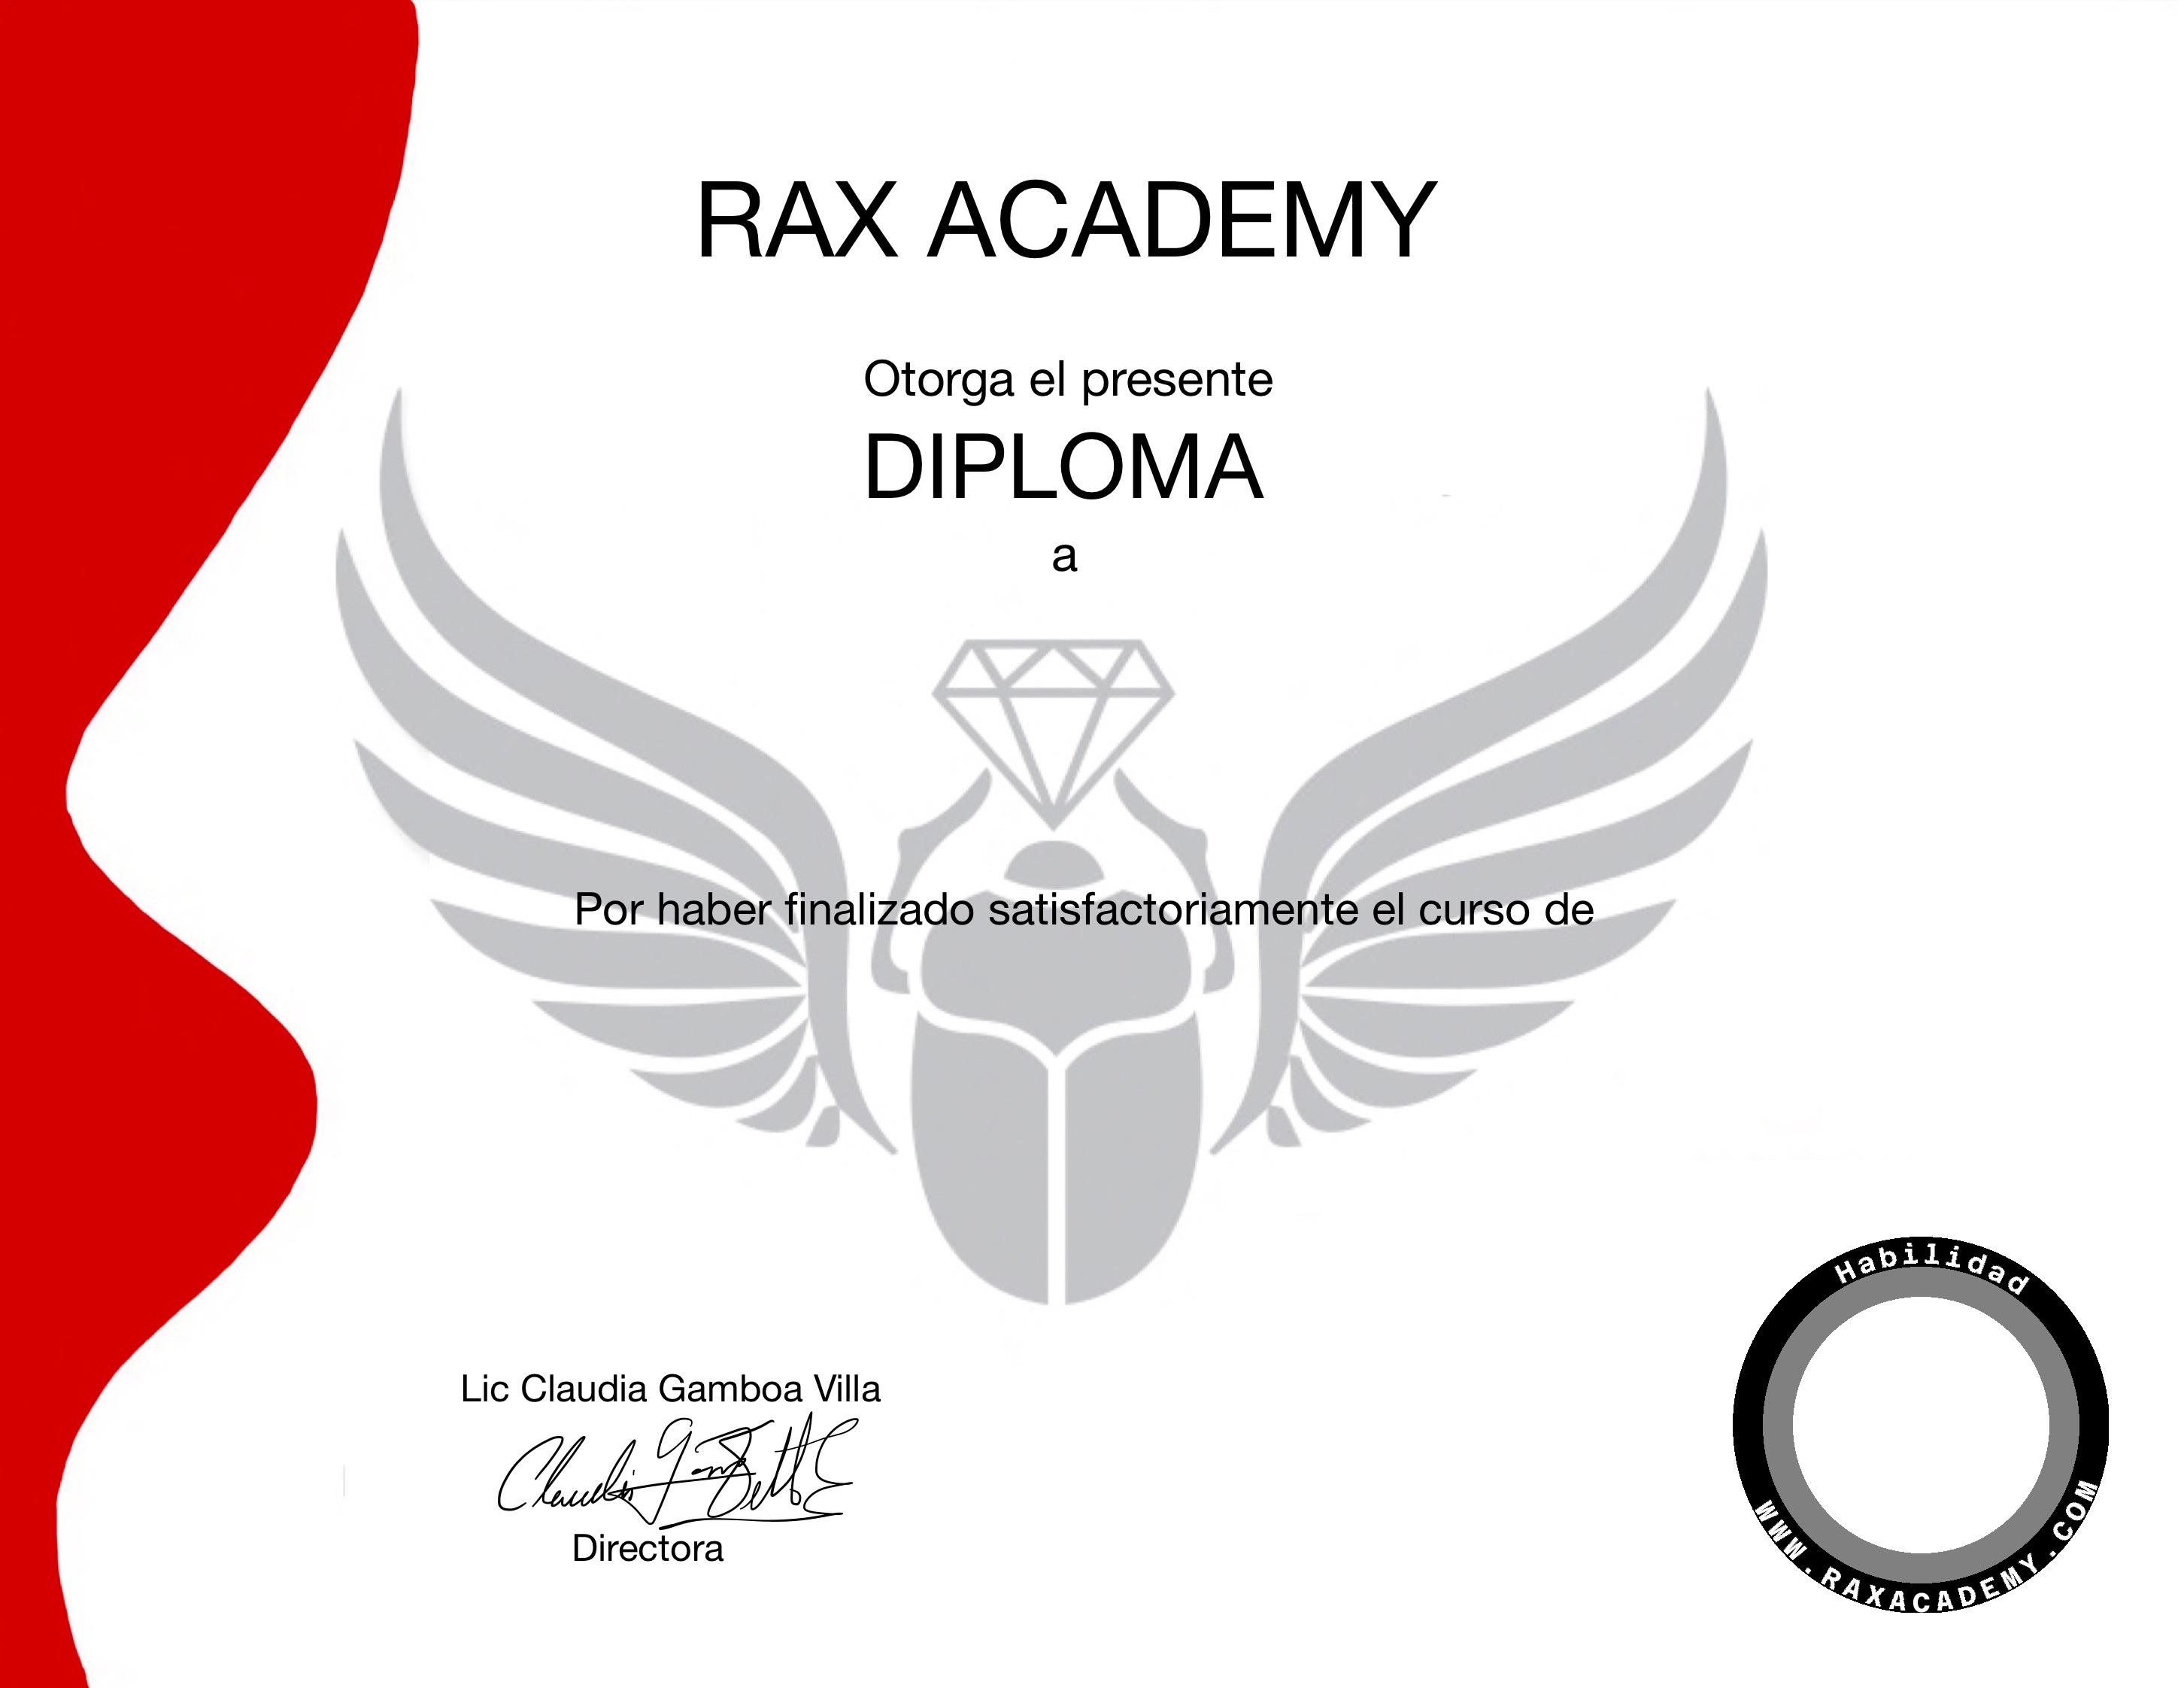 RAX ACADEMY
Otorga el presente
DIPLOMA
a
Por haber finalizado satisfactoriamente el curso de
Lic Claudia Gamboa Villa
Directora
Habilidad
WWW.RAXACADEMY.COM